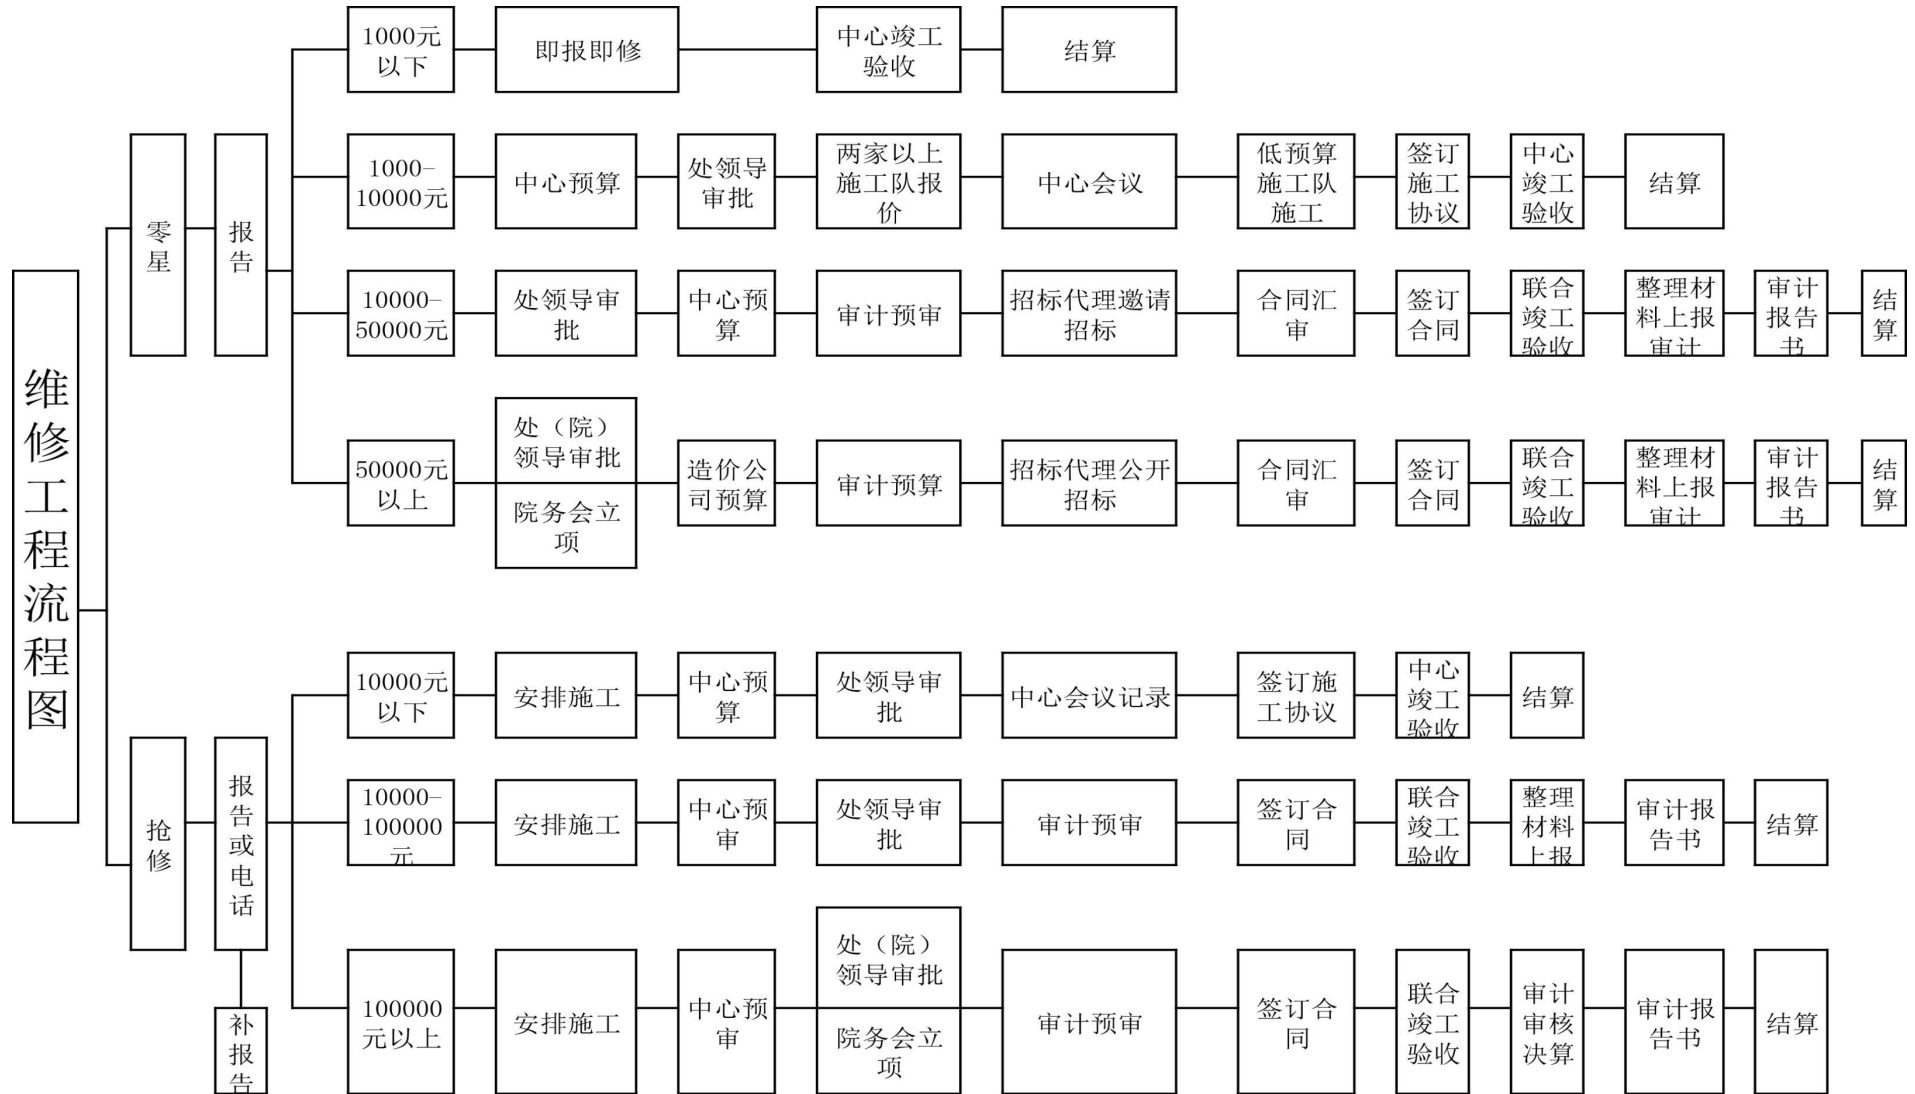 维修工程流程图
零星
报告
1000元
以下
即报即修
中心竣工
验收
结算
1000-
10000元
中心预算
处领导
审批
两家以上
施工队报
价
中心会议
低预算
施工队
施工
签订
施工
协议
中心
竣工
验收
结算
10000-
50000元
处领导审
批
中心预
算
审计预审
招标代理邀请
招标
合同汇
审
签订
合同
联合
竣工
验收
整理材
料上报
审计
审计
报告
书
结
算
50000元
以上
处（院）
领导审批
院务会立
项
造价公
司预算
审计预算
招标代理公开
招标
合同汇
审
签订
合同
联合
竣工
验收
整理材
料上报
审计
审计
报告
书
结
算
抢修
报告或电话
补报告
10000元
以下
安排施工
中心预
算
处领导审
批
中心会议记录
签订施
工协议
中心
竣工
验收
结算
10000-
100000
元
安排施工
中心预
审
处领导审
批
审计预审
签订合
同
联合
竣工
验收
整理
材料
上报
审计报
告书
结算
100000
元以上
安排施工
中心预
审
处（院）
领导审批
院务会立
项
审计预审
签订合
同
联合
竣工
验收
审计
审核
决算
审计报
告书
结算